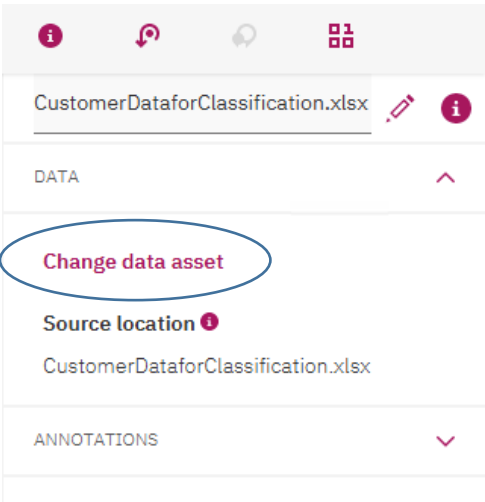 CustomerDataforClassification.xlsx
DATA
Change data asset
Source location
CustomerDataforClassification.xlsx
ANNOTATIONS